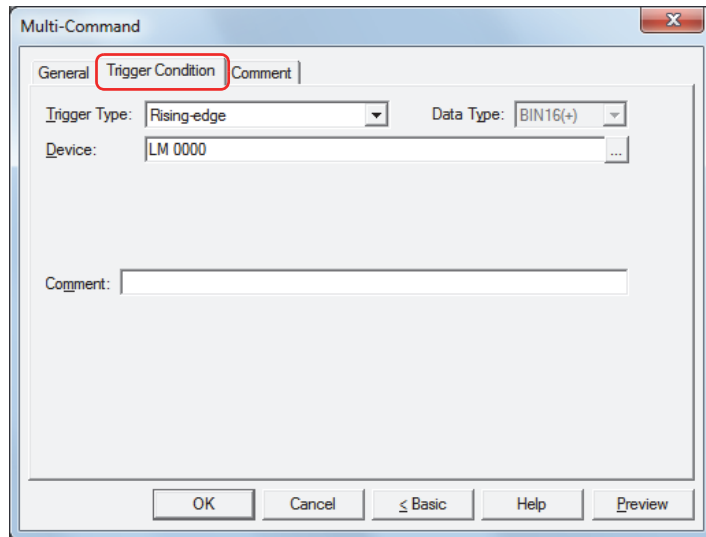 Multi-Command
General Trigger Condition Comment
Trigger Type: Rising-edge Data Type: BIN16(+)
Device: LM 0000 ...
Comment:
OK Cancel < Basic Help Preview